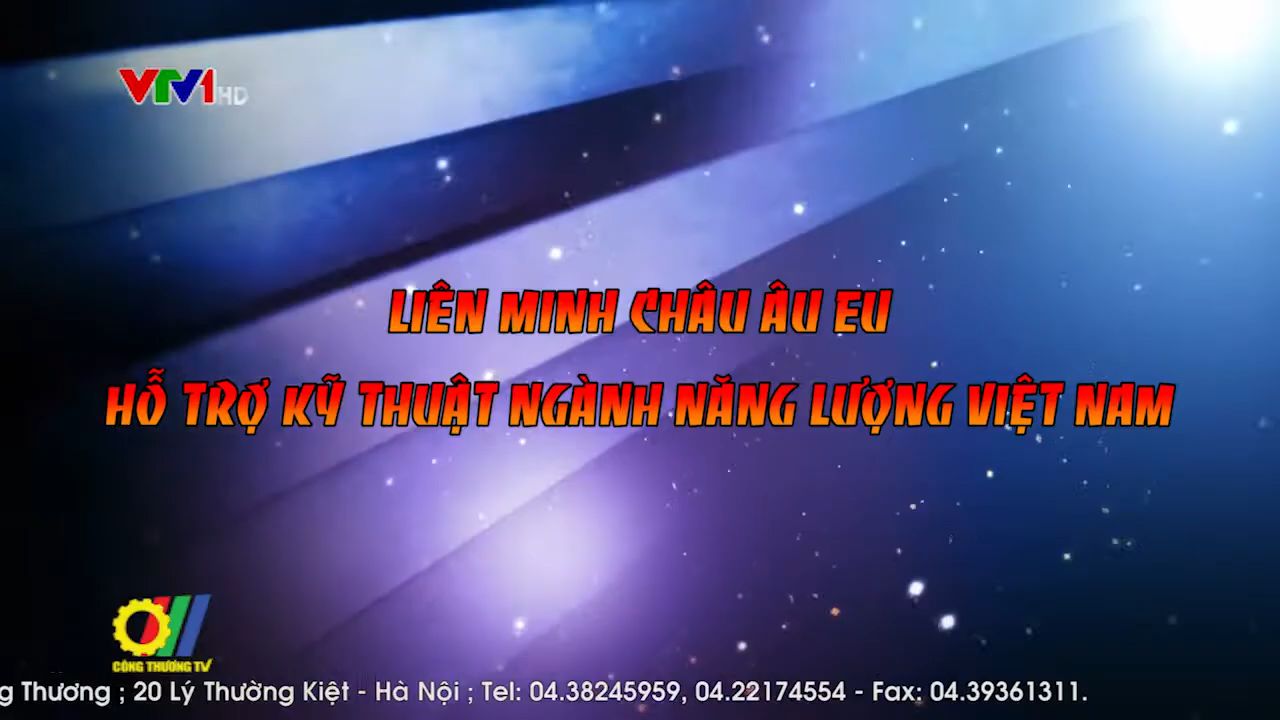 VTV1 HD
LIÊN MINH CHÂU ÂU EU
HỖ TRỢ KỸ THUẬT NGÀNH NĂNG LƯỢNG VIỆT NAM
CÔNG THƯƠNG TV
g Thương ; 20 Lý Thường Kiệt - Hà Nội ; Tel: 04.38245959, 04.22174554 - Fax: 04.39361311.